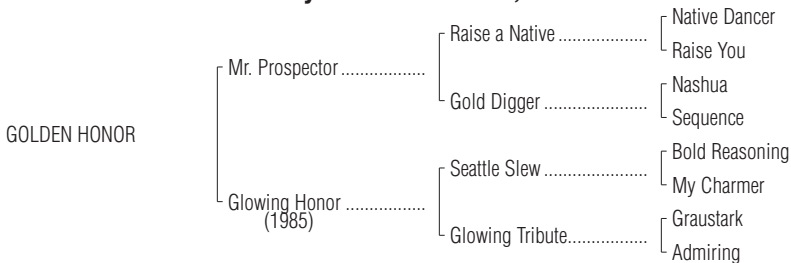 Native Dancer
Raise a Native ..................
Raise You
Mr. Prospector .................
Nashua
Gold Digger .....................
Sequence
GOLDEN HONOR
Bold Reasoning
Seattle Slew .....................
My Charmer
Glowing Honor ................
(1985)
Graustark
Glowing Tribute................
Admiring